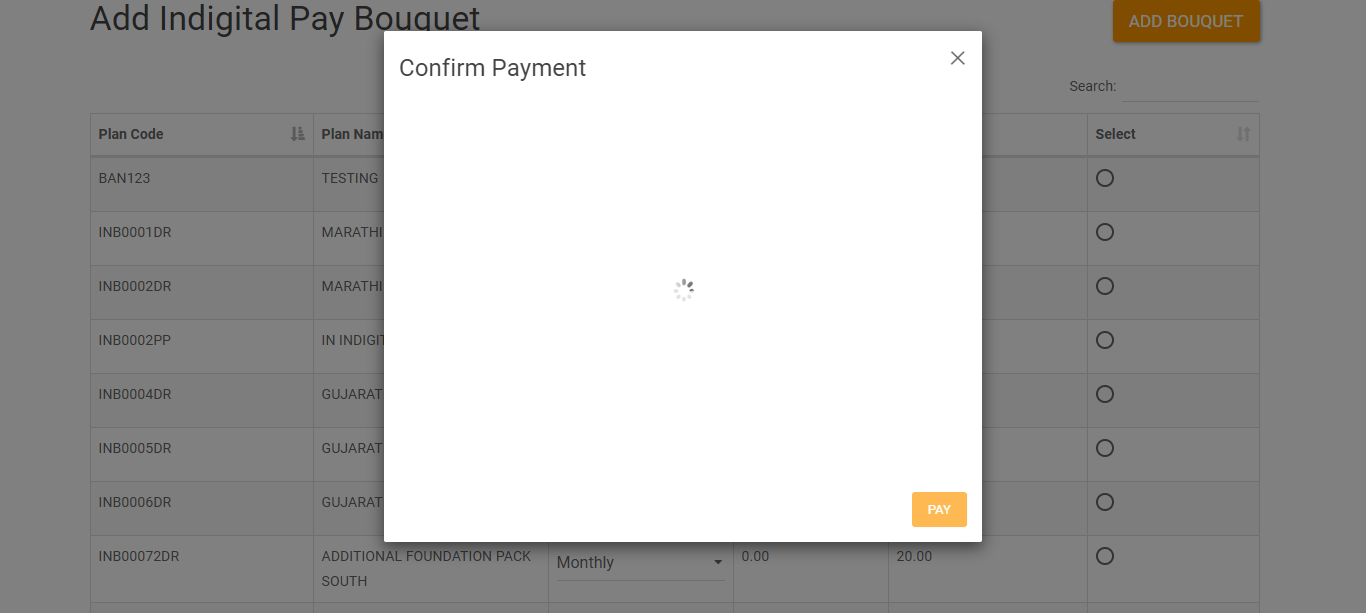 Add Indigital Pay Bouquet
ADD BOUQUET
Confirm Payment
Search:
Plan Code
Plan Nam
Select
BAN123
TESTING
INB0001DR
MARATHI
INB0002DR
MARATHI
INB0002PP
IN INDIGIT
INB0004DR
GUJARAT
INB0005DR
GUJARAT
INB0006DR
GUJARAT
PAY
INB00072DR
ADDITIONAL FOUNDATION PACK
SOUTH
Monthly
0.00
20.00